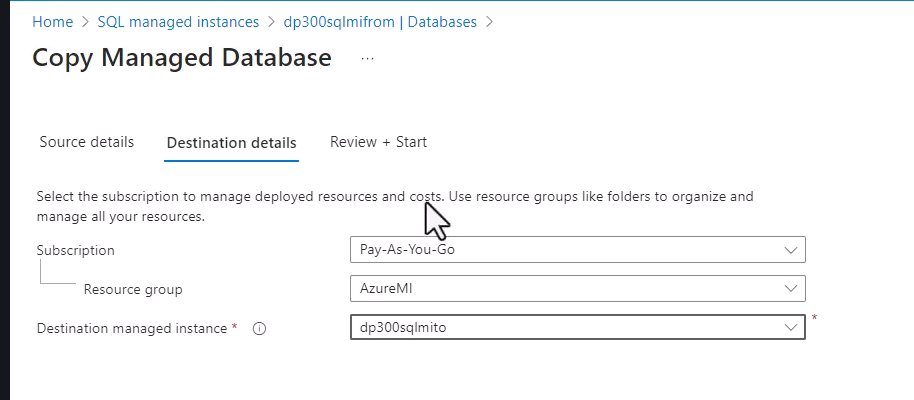 Home > SQL managed instances > dp300sqlmifrom | Databases >
Copy Managed Database ...
Source details Destination details Review + Start
Select the subscription to manage deployed resources and costs. Use resource groups like folders to organize and
manage all your resources.
Subscription Pay-As-You-Go
Resource group AzureMI
Destination managed instance * dp300sqlmito *